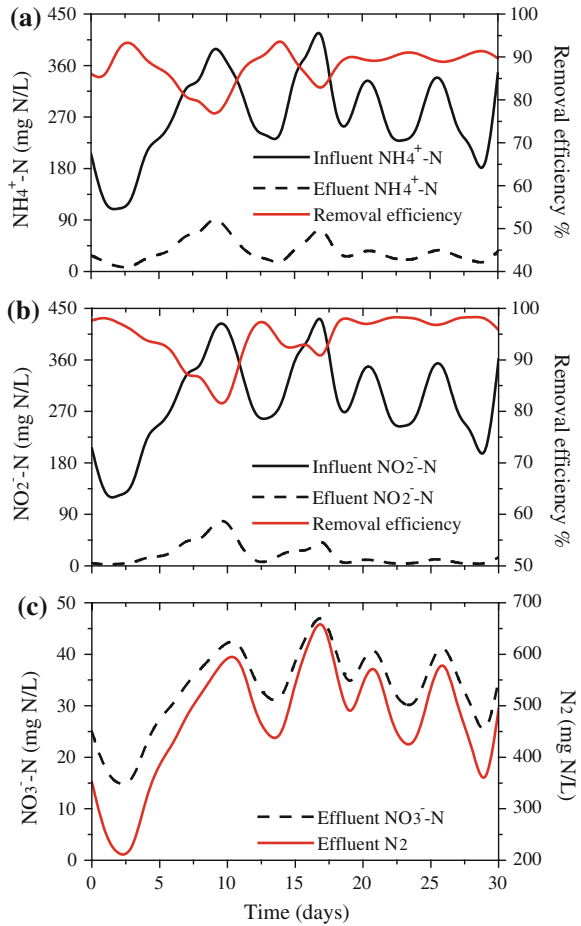 (a)
450
360
270
180
90
0
NH4+-N (mg N/L)
100
90
80
70
60
50
40
Removal efficiency %
Influent NH4+-N
Efluent NH4+-N
Removal efficiency
(b)
450
360
270
180
90
0
NO2--N (mg N/L)
100
90
80
70
60
50
Removal efficiency %
Influent NO2--N
Efluent NO2--N
Removal efficiency
(c)
50
40
30
20
10
0
NO3--N (mg N/L)
700
600
500
400
300
200
N2 (mg N/L)
Effluent NO3--N
Effluent N2
0 5 10 15 20 25 30
Time (days)